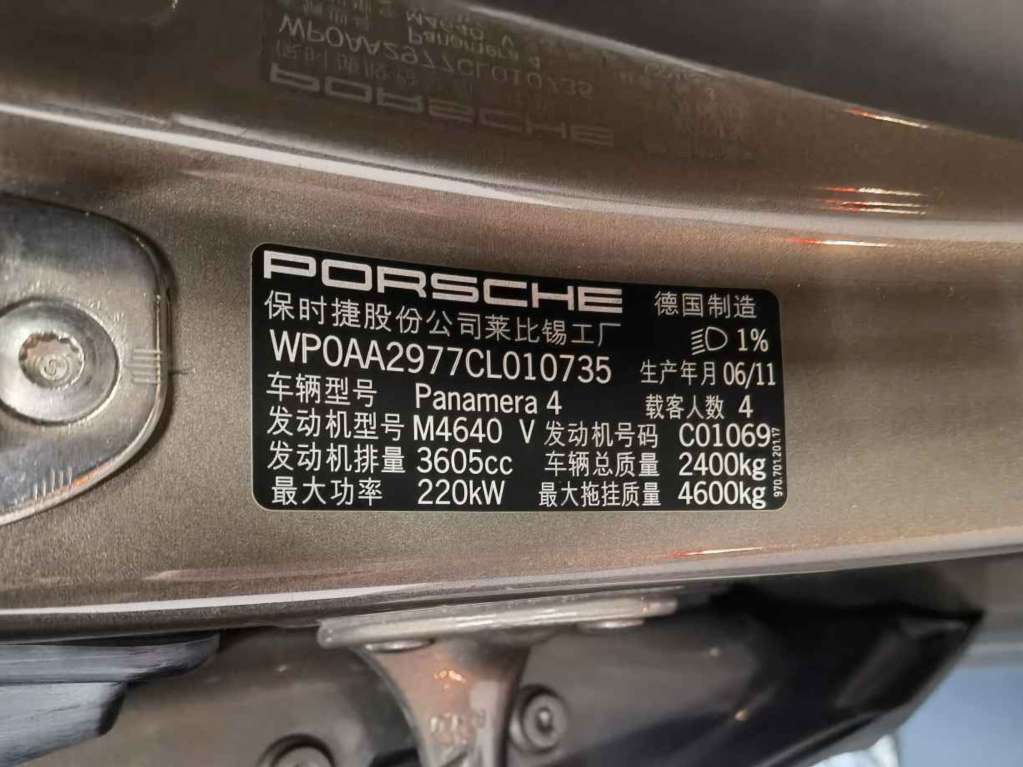 PORSCHE 德国制造
保时捷股份公司莱比锡工厂 1%
WP0AA2977CL010735 生产年月 06/11
车辆型号 Panamera 4 载客人数 4
发动机型号 M4640 V 发动机号码 C01069
发动机排量 3605cc 车辆总质量 2400kg
最大功率 220kW 最大拖挂质量 4600kg
970.701.201.17